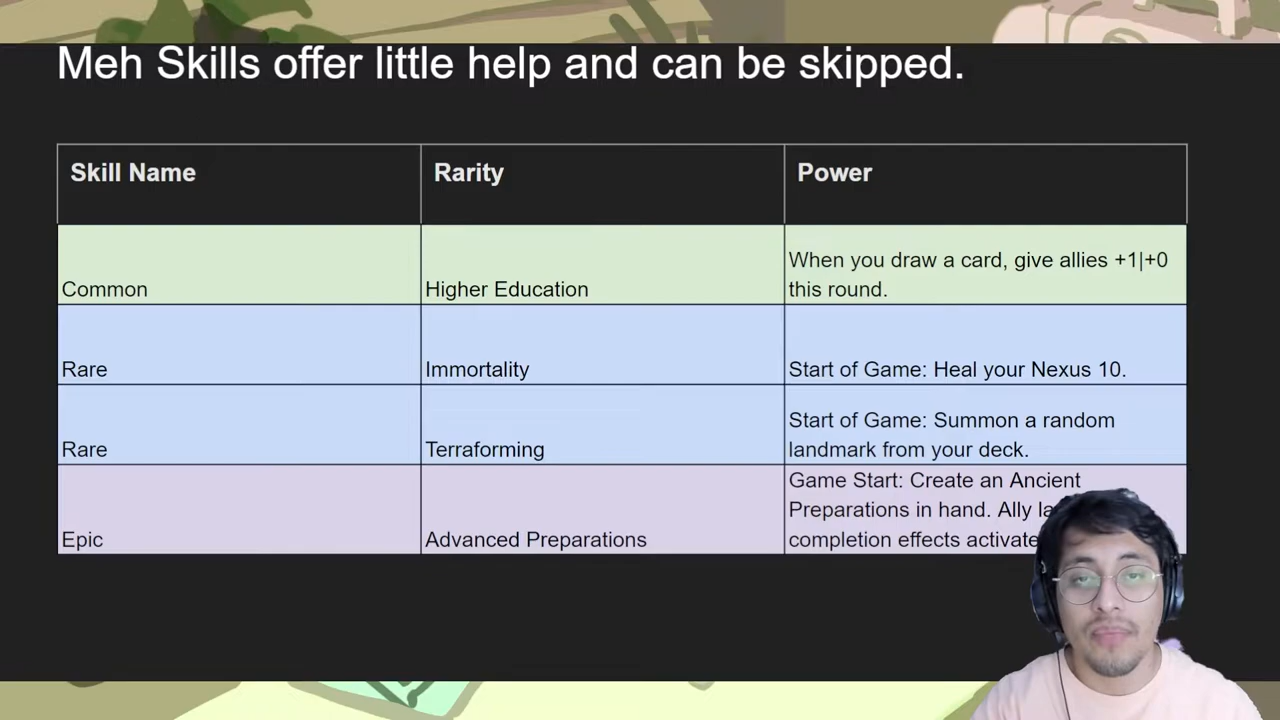 Meh Skills offer little help and can be skipped.
Skill Name Rarity Power
When you draw a card, give allies +1|+0
Common Higher Education this round.
Rare Immortality Start of Game: Heal your Nexus 10.
Start of Game: Summon a random
Rare Terraforming landmark from your deck.
Game Start: Create an Ancient
Preparations in hand. Ally
Epic Advanced Preparations completion effects